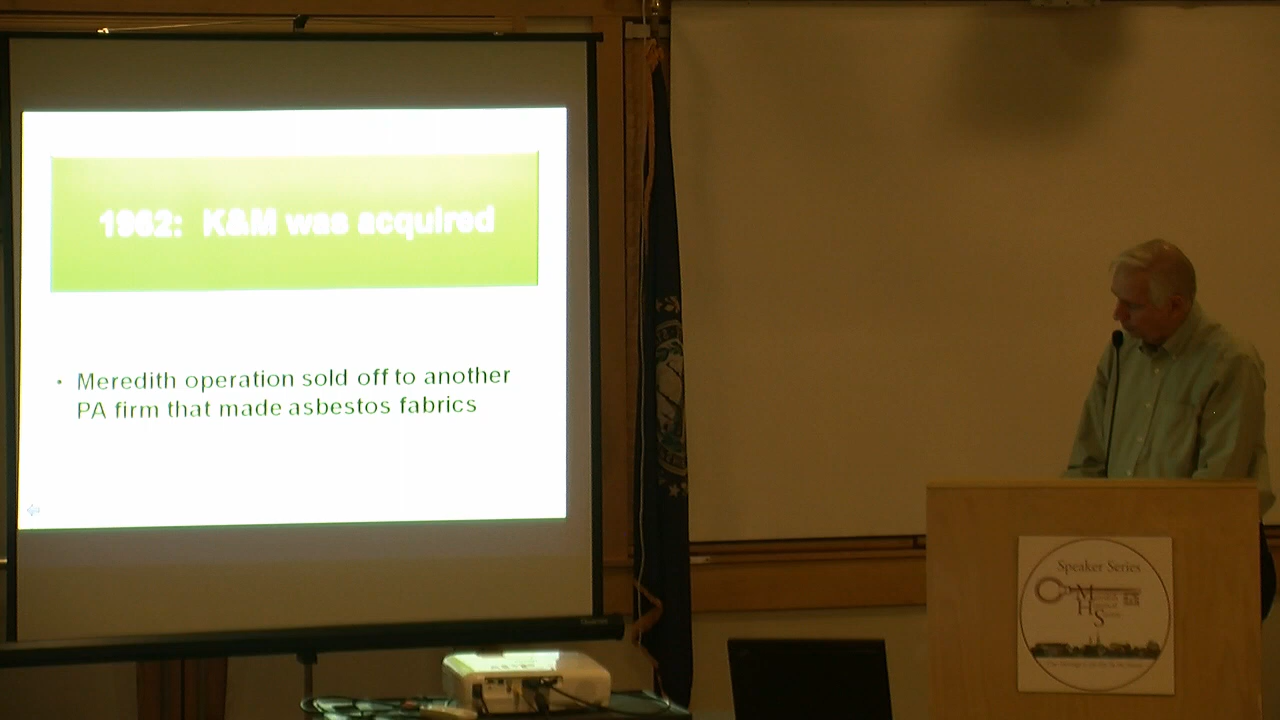 1962: K&M was acquired
• Meredith operation sold off to another
PA firm that made asbestos fabrics
Speaker Series
M
H
S